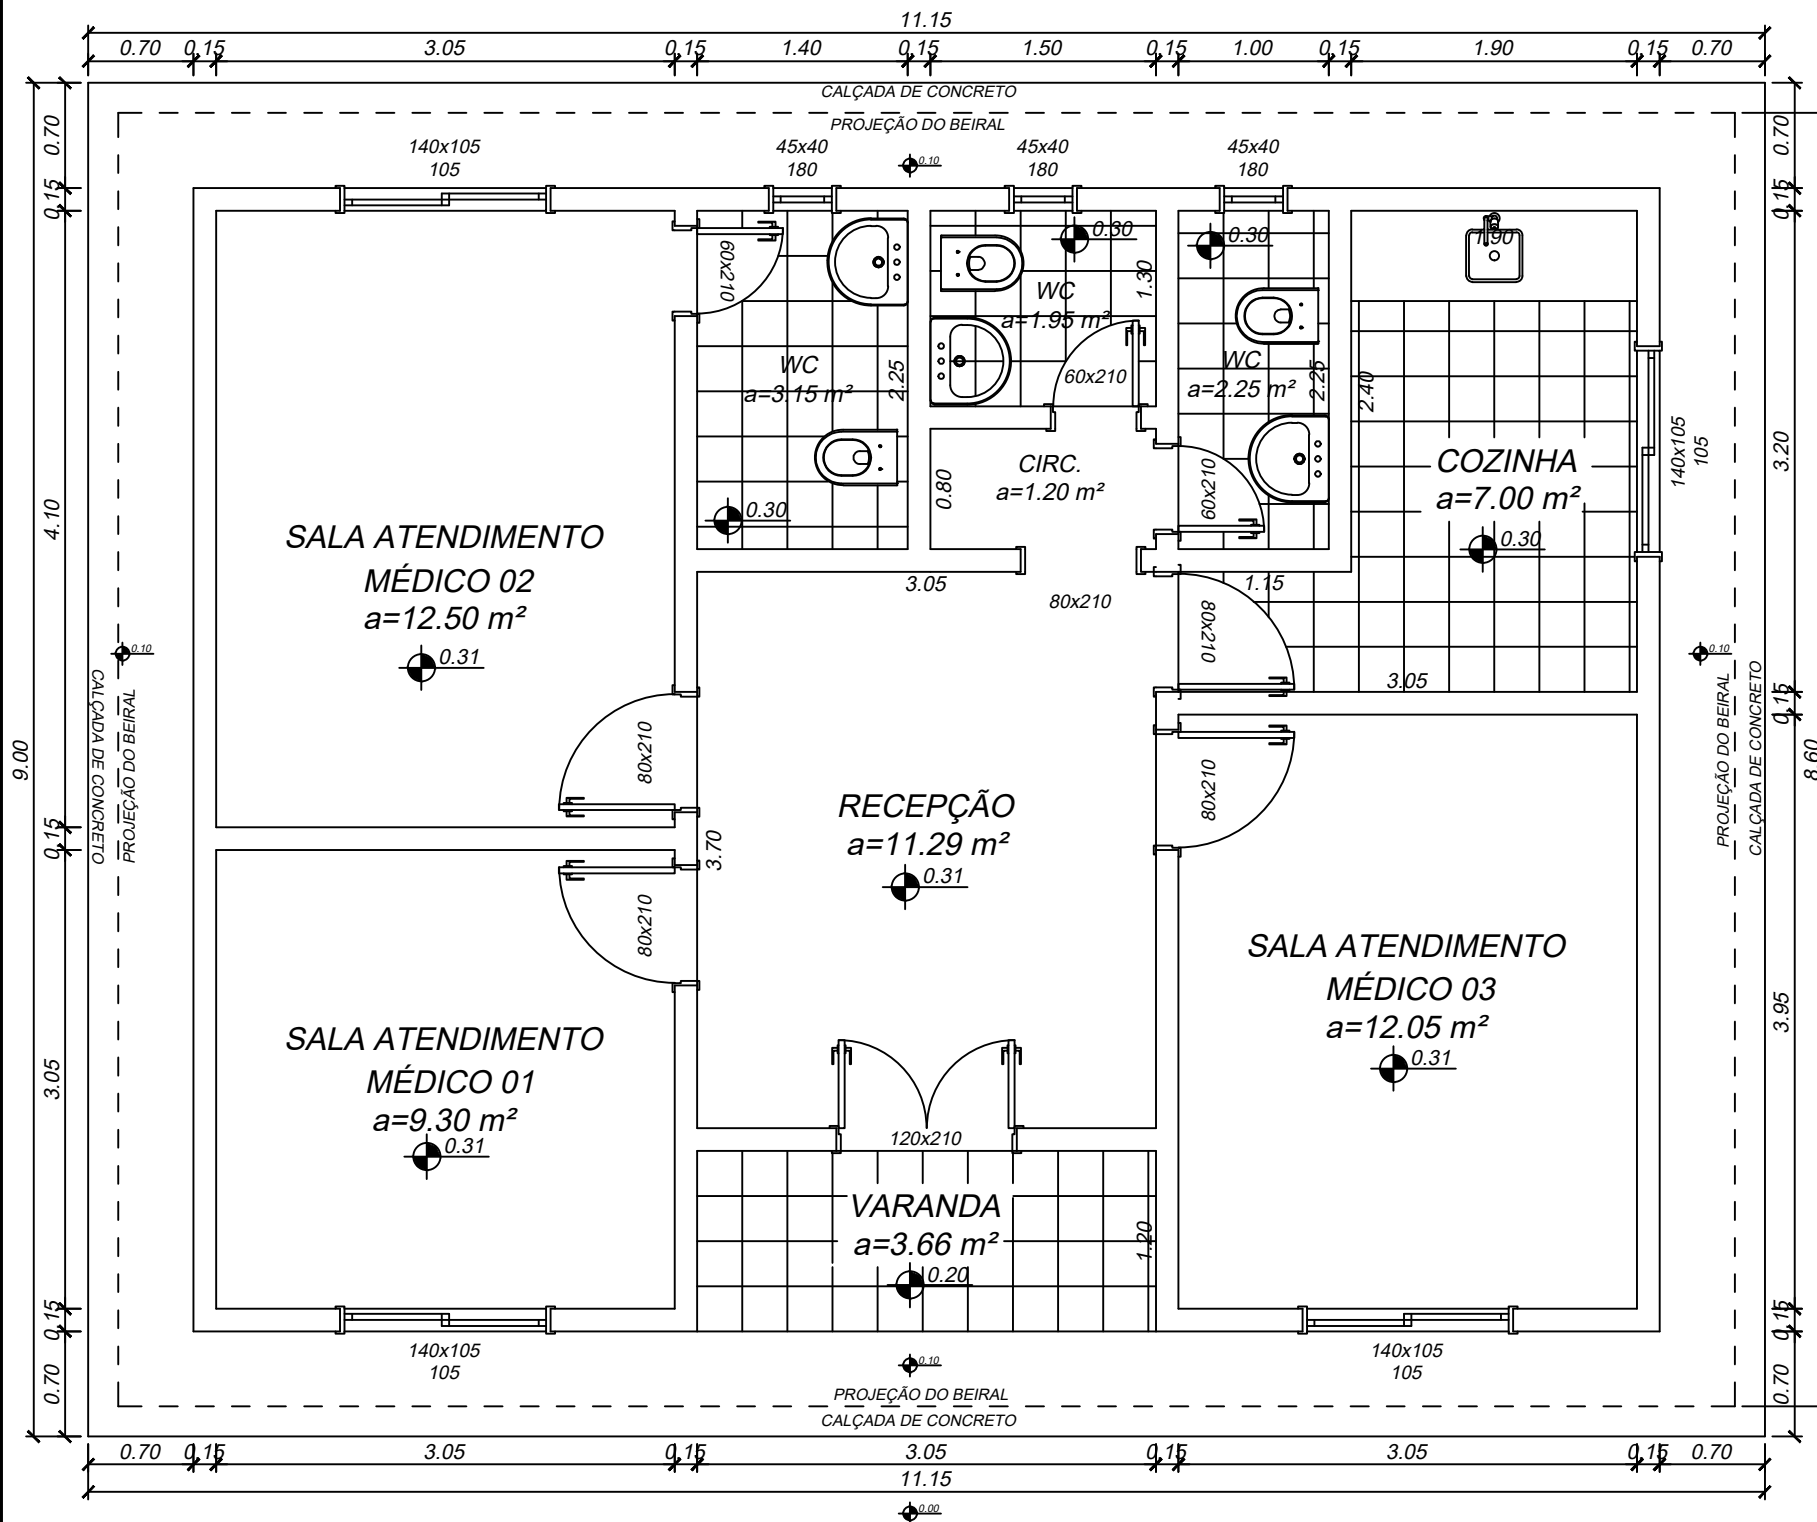 11.15
0.70 0.15 3.05 0.15 1.40 0.15 1.50 0.15 1.00 0.15 1.90 0.15 0.70
CALÇADA DE CONCRETO
PROJEÇÃO DO BEIRAL
140x105
105
45x40
180
0.10
45x40
180
45x40
180
0.70
0.15
4.10
0.15
3.05
0.15
0.70
9.00
0.70
0.15
3.20
0.15
3.95
0.15
0.70
8.60
60x210
WC
a=3.15 m²
2.25
0.30
0.30
WC
a=1.95 m²
1.30
60x210
0.30
WC
a=2.25 m²
2.25
60x210
1.90
2.40
COZINHA
a=7.00 m²
0.30
140x105
105
CIRC.
a=1.20 m²
0.80
3.05
80x210
1.15
80x210
3.05
SALA ATENDIMENTO
MÉDICO 02
a=12.50 m²
0.31
80x210
0.10
CALÇADA DE CONCRETO
PROJEÇÃO DO BEIRAL
0.10
PROJEÇÃO DO BEIRAL
CALÇADA DE CONCRETO
RECEPÇÃO
a=11.29 m²
0.31
3.70
80x210
80x210
SALA ATENDIMENTO
MÉDICO 01
a=9.30 m²
0.31
SALA ATENDIMENTO
MÉDICO 03
a=12.05 m²
0.31
120x210
VARANDA
a=3.66 m²
0.20
1.20
140x105
105
140x105
105
0.10
PROJEÇÃO DO BEIRAL
CALÇADA DE CONCRETO
0.70 0.15 3.05 0.15 3.05 0.15 3.05 0.15 0.70
11.15
0.00